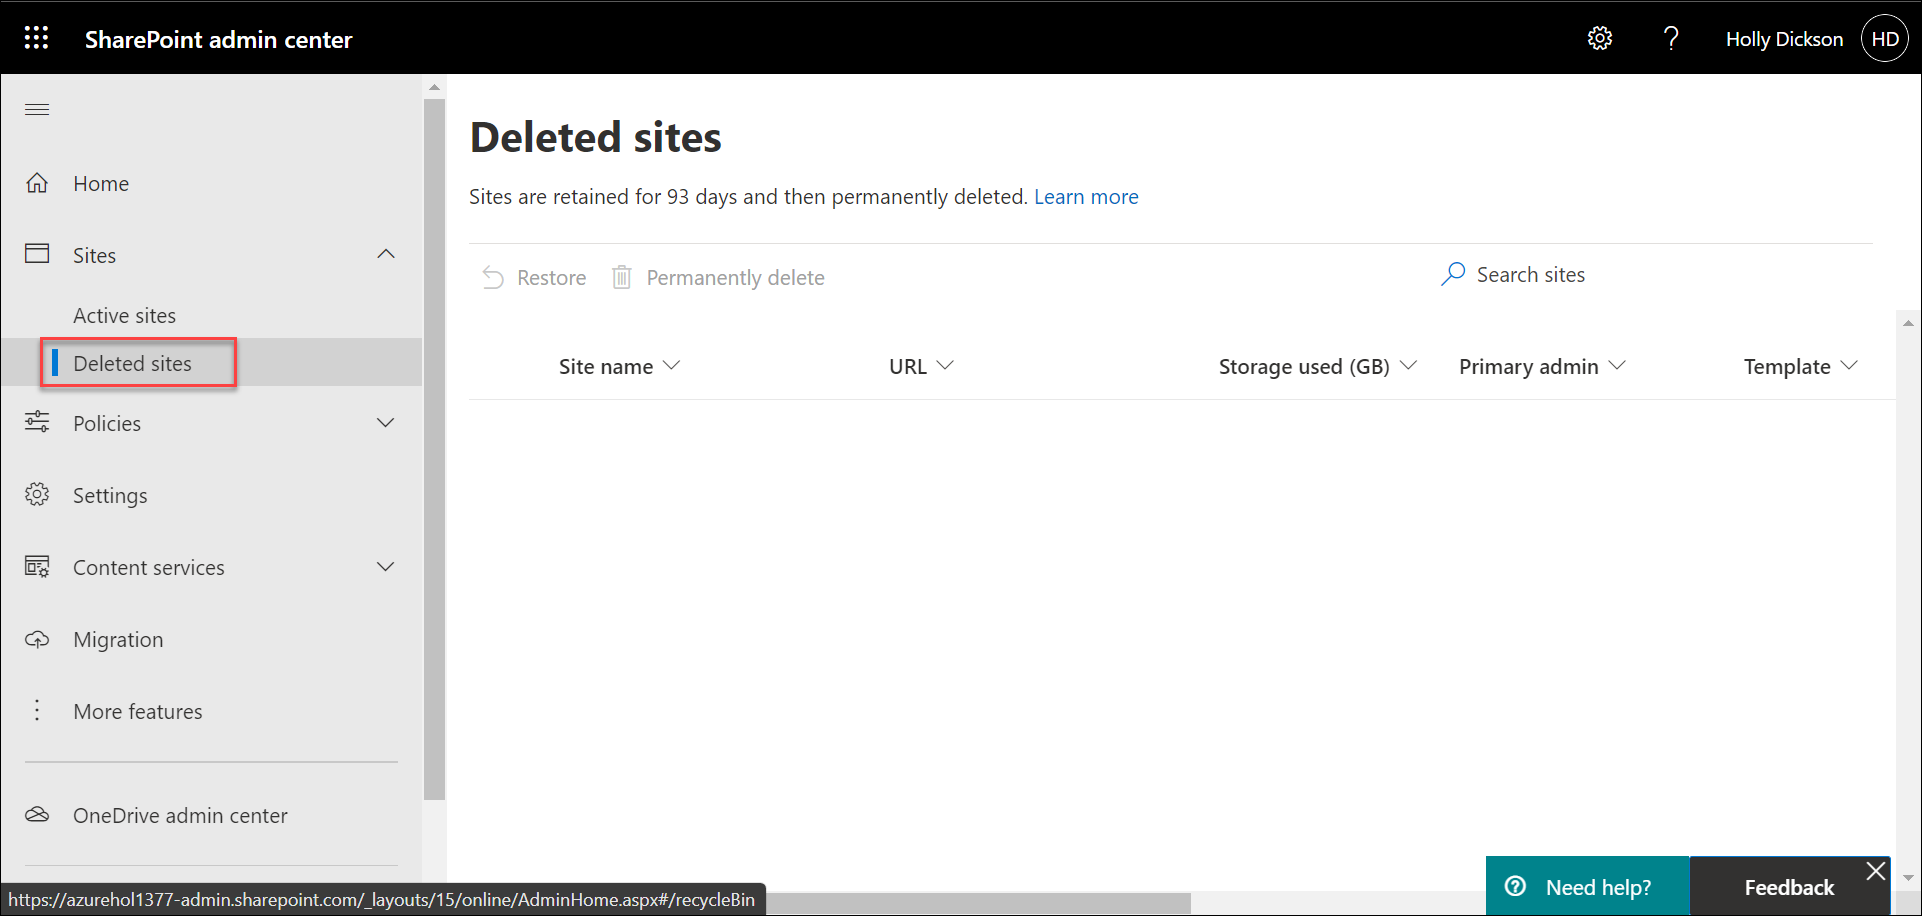 SharePoint admin center
?
Holly Dickson
HD
Home
Sites
Active sites
Deleted sites
Policies
Settings
Content services
Migration
More features
OneDrive admin center
Deleted sites
Sites are retained for 93 days and then permanently deleted. Learn more
Restore
Permanently delete
Search sites
Site name
URL
Storage used (GB)
Primary admin
Template
Need help?
Feedback
https://azurehol1377-admin.sharepoint.com/_layouts/15/online/AdminHome.aspx#/recycleBin